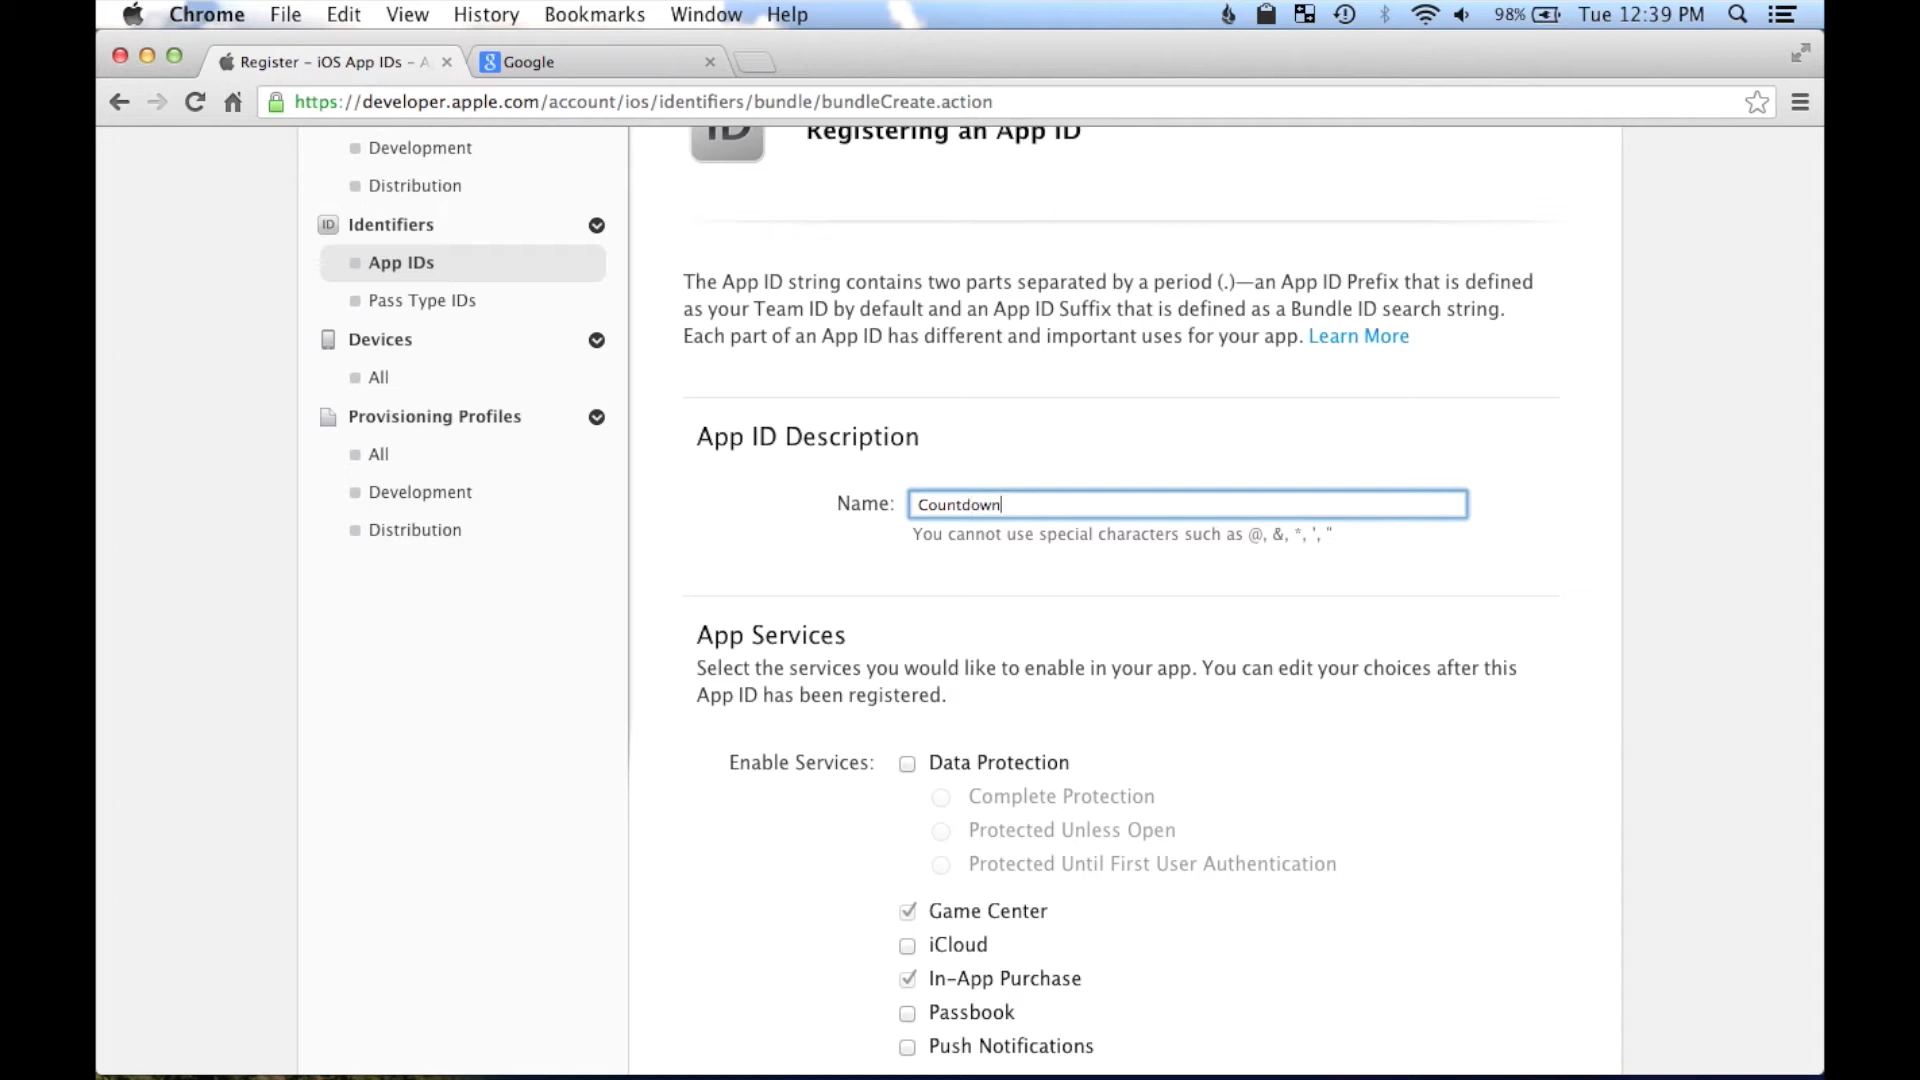 Chrome File Edit View History Bookmarks Window Help 98% Tue 12:39 PM
Register – iOS App IDs – A Google
https://developer.apple.com/account/ios/identifiers/bundle/bundleCreate.action
ID Registering an App ID
Development
Distribution
ID Identifiers
App IDs
Pass Type IDs
Devices
All
Provisioning Profiles
All
Development
Distribution
The App ID string contains two parts separated by a period (.)—an App ID Prefix that is defined
as your Team ID by default and an App ID Suffix that is defined as a Bundle ID search string.
Each part of an App ID has different and important uses for your app. Learn More
App ID Description
Name: Countdown
You cannot use special characters such as @, &, *, ', "
App Services
Select the services you would like to enable in your app. You can edit your choices after this
App ID has been registered.
Enable Services: Data Protection
Complete Protection
Protected Unless Open
Protected Until First User Authentication
Game Center
iCloud
In-App Purchase
Passbook
Push Notifications